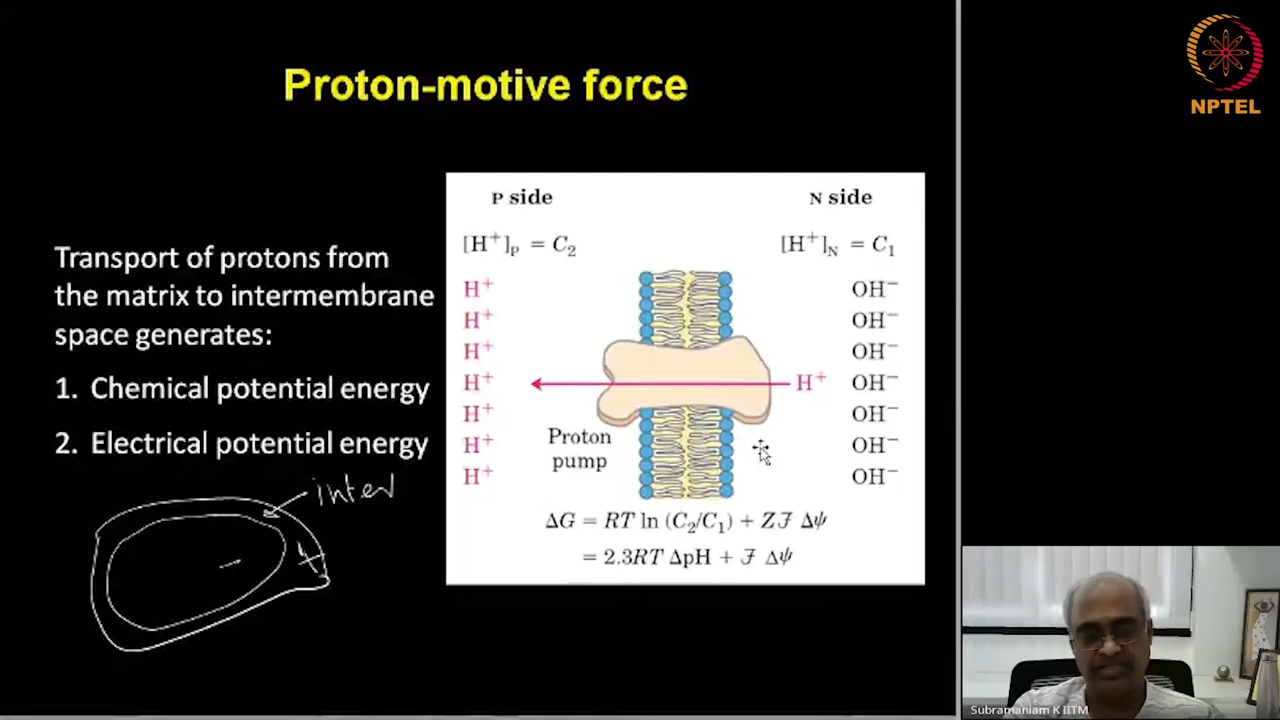 Proton-motive force
NPTEL
Transport of protons from
the matrix to intermembrane
space generates:
1. Chemical potential energy
2. Electrical potential energy
inter
+
−
P side
N side
[H⁺]ₚ = C₂
[H⁺]_N = C₁
H⁺
H⁺
H⁺
H⁺
H⁺
H⁺
H⁺
H⁺
OH⁻
OH⁻
OH⁻
OH⁻
OH⁻
OH⁻
OH⁻
Proton
pump
ΔG = RT ln (C₂/C₁) + Zℱ Δψ
= 2.3RT ΔpH + ℱ Δψ
Subramaniam K IITM